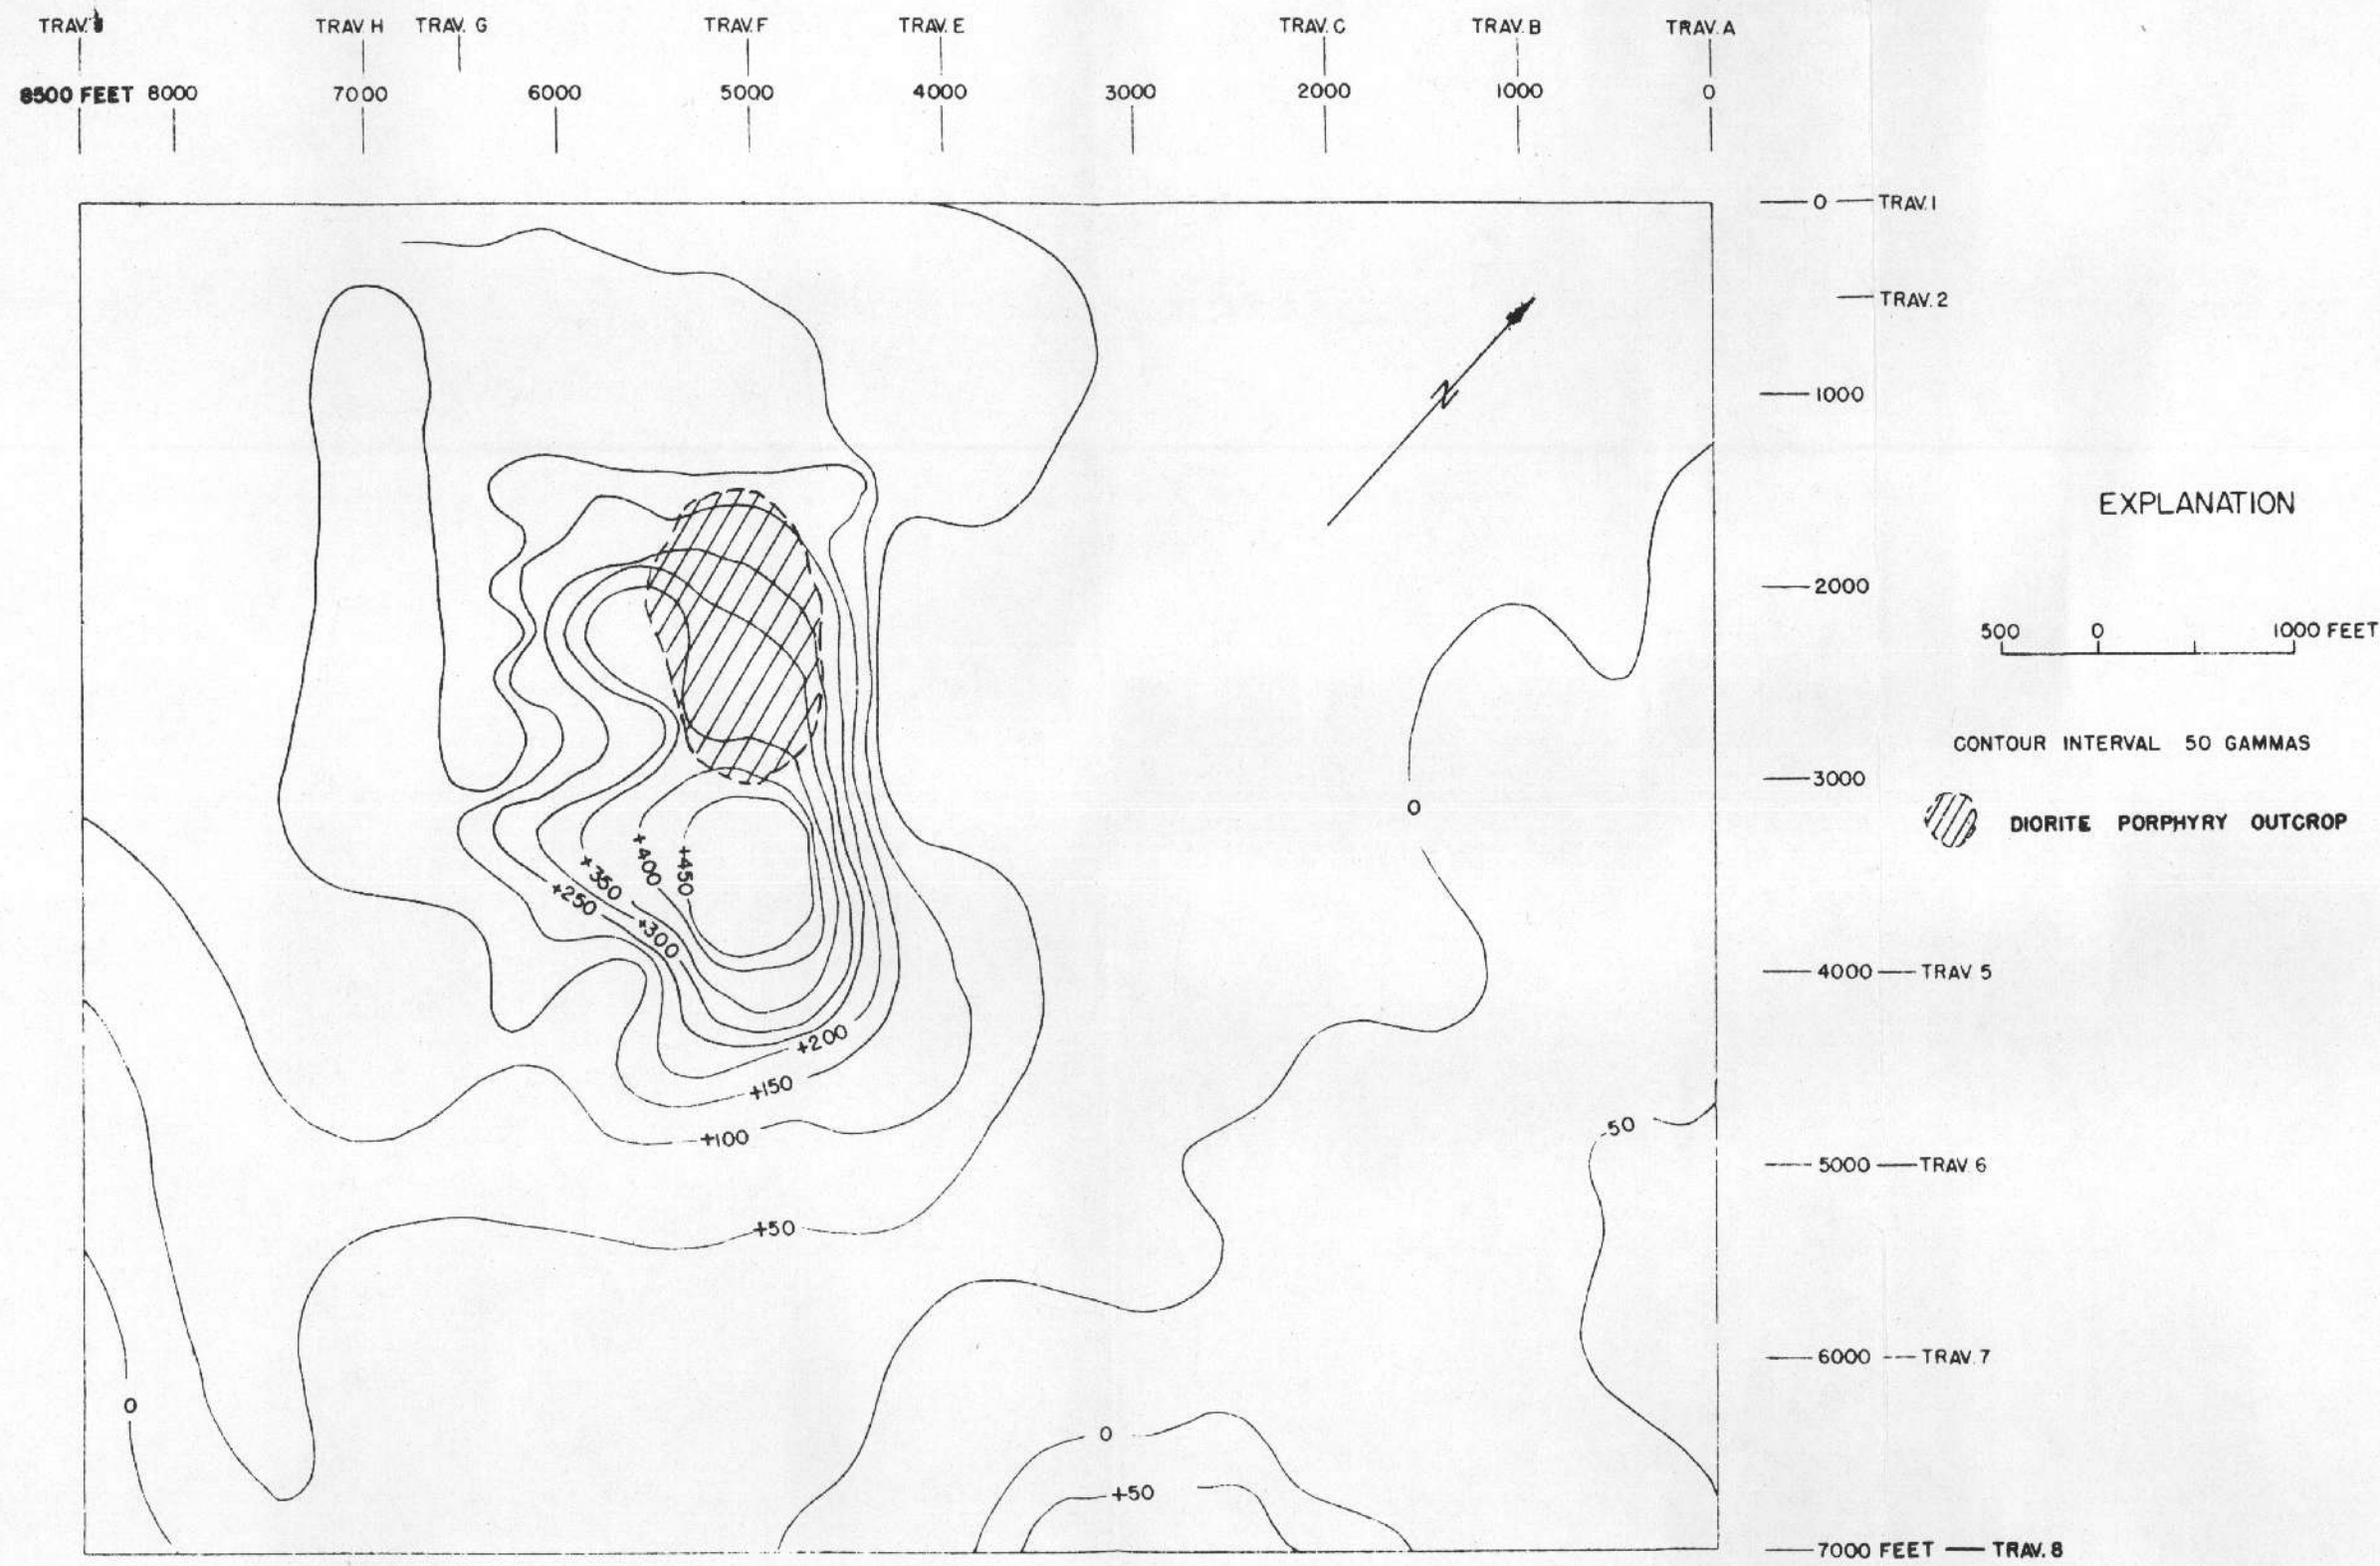 TRAV. TRAV. H TRAV. G TRAV. F TRAV. E TRAV. C TRAV. B TRAV. A
8500 FEET 8000 7000 6000 5000 4000 3000 2000 1000 0
0 TRAV. 1
TRAV. 2
N
1000
EXPLANATION
2000
500 0 1000 FEET
CONTOUR INTERVAL 50 GAMMAS
3000
0
DIORITE PORPHYRY OUTCROP
+400
+450
+350
+250
+300
4000 TRAV 5
+200
+150
-50
+100
5000 TRAV. 6
+50
6000 TRAV. 7
0
0
+50
7000 FEET TRAV. 8